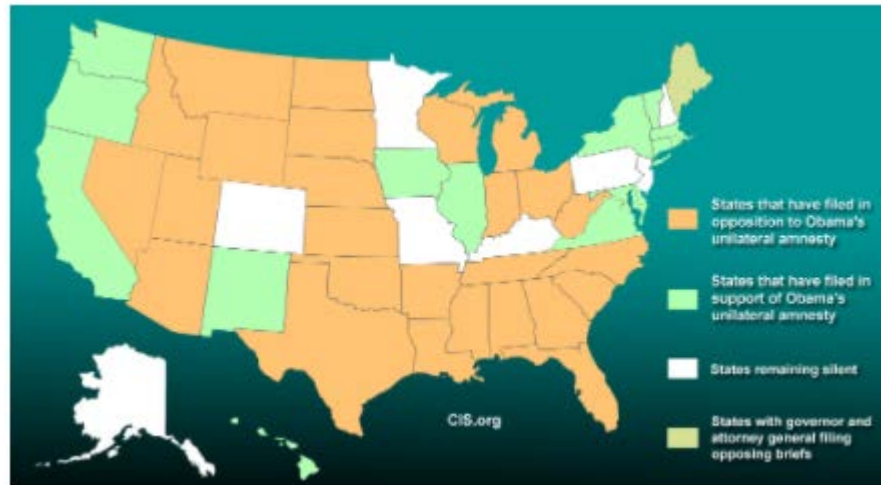 States that have filed in
opposition to Obama's
unilateral amnesty
States that have filed in
support of Obama's
unilateral amnesty
States remaining silent
CIS.org
States with governor and
attorney general filing
opposing briefs